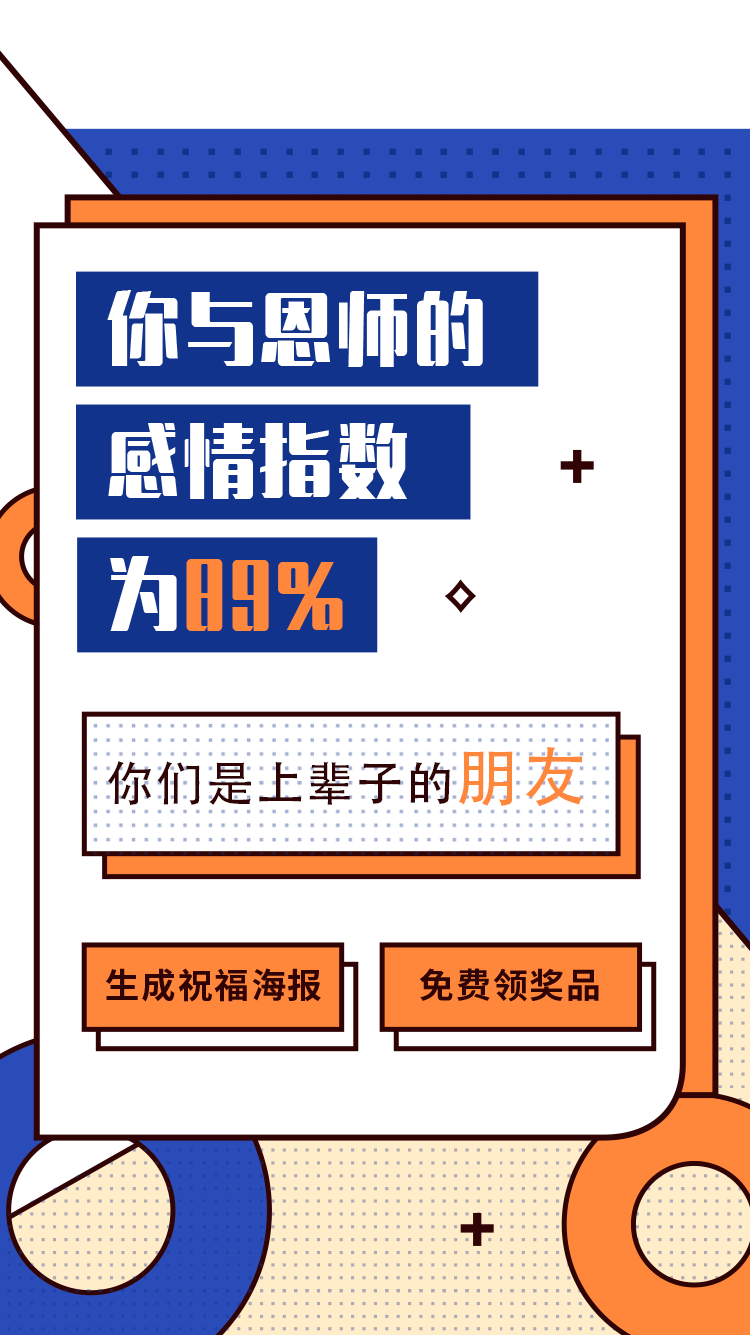 你与恩师的
感情指数
为89%
你们是上辈子的朋友
生成祝福海报
免费领奖品